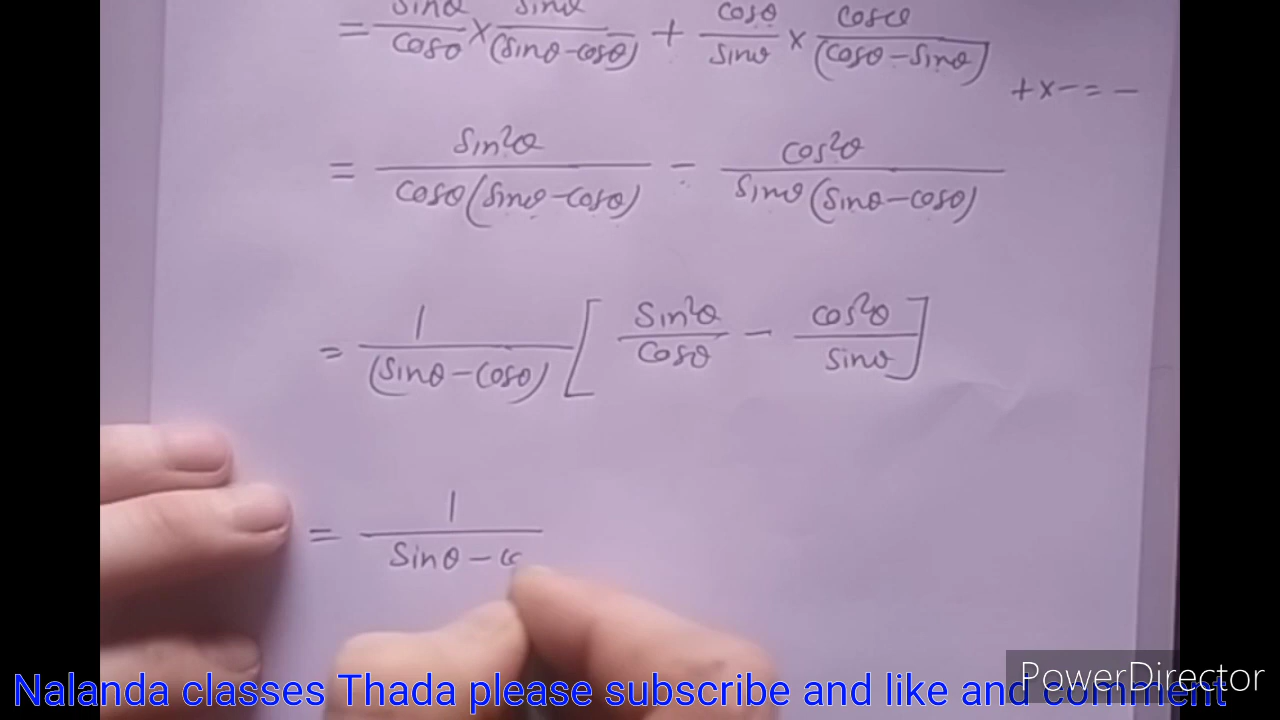 = sinθ/cosθ × sinθ/(sinθ-cosθ) + cosθ/sinθ × cosθ/(cosθ-sinθ)
+×-=-
= sin²θ/cosθ(sinθ-cosθ) - cos²θ/sinθ(sinθ-cosθ)
= 1/(sinθ-cosθ) [ sin²θ/cosθ - cos²θ/sinθ ]
= 1/sinθ-co
PowerDirector
Nalanda classes Thada please subscribe and like and comment